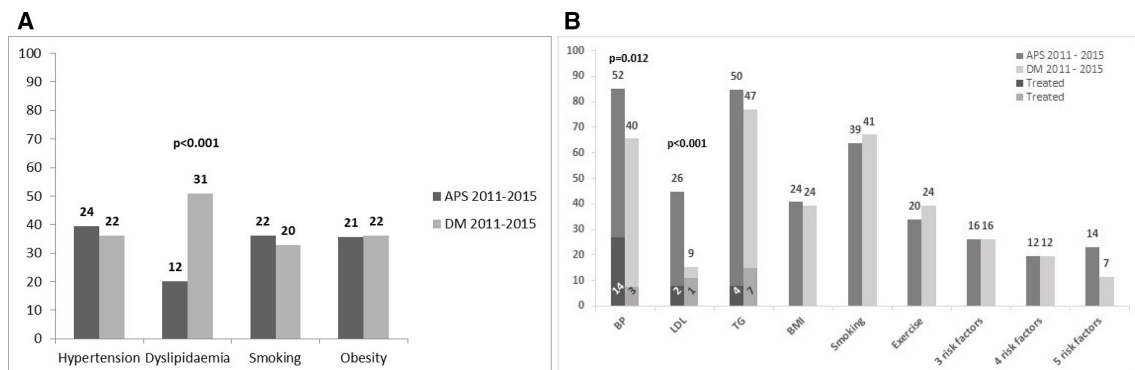 A
100
90
80
70
60
50
40
30
20
10
0
p<0.001
24 22 12 31 22 20 21 22
Hypertension Dyslipidaemia Smoking Obesity
APS 2011-2015
DM 2011-2015
B
100
90
80
70
60
50
40
30
20
10
0
p=0.012
52 40 26 9 50 47 24 24 39 41 20 24 16 16 12 12 14 7
p<0.001
14 3 2 1 4 7
BP LDL TG BMI Smoking Exercise 3 risk factors 4 risk factors 5 risk factors
APS 2011 - 2015
DM 2011 - 2015
Treated
Treated